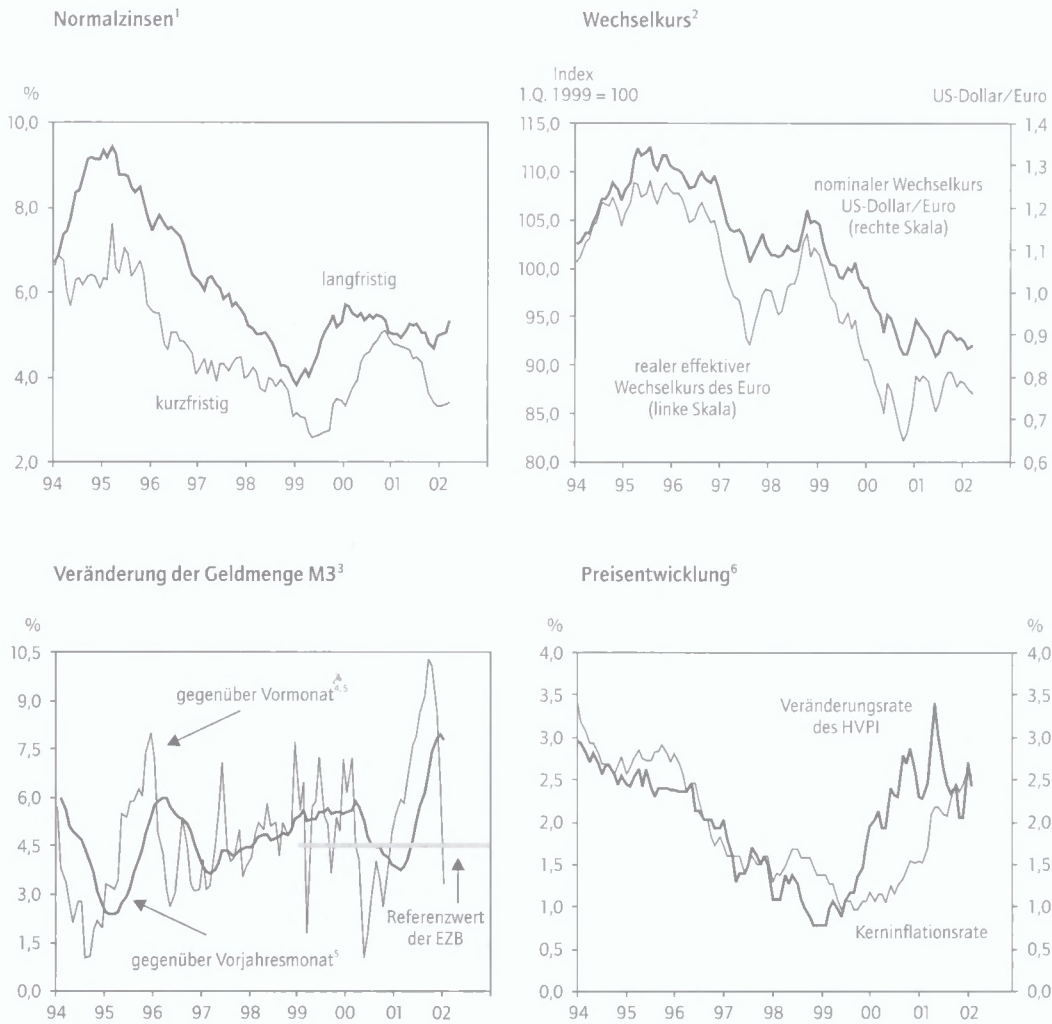 Normalzinsen¹
%
10,0
8,0
6,0
4,0
2,0
langfristig
kurzfristig
94 95 96 97 98 99 00 01 02
Wechselkurs²
Index
1.Q. 1999 = 100
US-Dollar/Euro
115,0
110,0
105,0
100,0
95,0
90,0
85,0
80,0
1,4
1,3
1,2
1,1
1,0
0,9
0,8
0,7
0,6
nominaler Wechselkurs
US-Dollar/Euro
(rechte Skala)
realer effektiver
Wechselkurs des Euro
(linke Skala)
94 95 96 97 98 99 00 01 02
Veränderung der Geldmenge M3³
%
10,5
9,0
7,5
6,0
4,5
3,0
1,5
0,0
gegenüber Vormonat⁴,⁵
Referenzwert
der EZB
gegenüber Vorjahresmonat⁵
94 95 96 97 98 99 00 01 02
Preisentwicklung⁶
%
%
4,0
3,5
3,0
2,5
2,0
1,5
1,0
0,5
0,0
4,0
3,5
3,0
2,5
2,0
1,5
1,0
0,5
0,0
Veränderungsrate
des HVPI
Kerninflationsrate
94 95 96 97 98 99 00 01 02